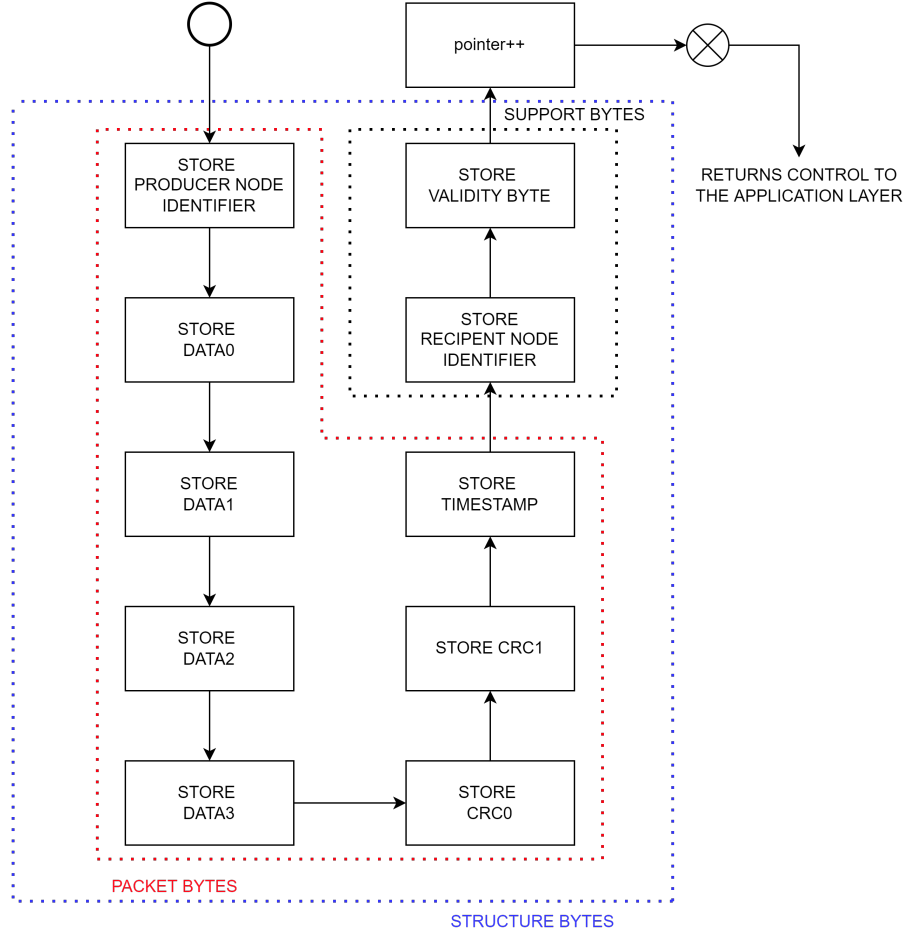 STORE
PRODUCER NODE
IDENTIFIER
STORE
DATA0
STORE
DATA1
STORE
DATA2
STORE
DATA3
STORE
CRC0
STORE CRC1
STORE
TIMESTAMP
STORE
RECIPENT NODE
IDENTIFIER
STORE
VALIDITY BYTE
SUPPORT BYTES
pointer++
RETURNS CONTROL TO
THE APPLICATION LAYER
PACKET BYTES
STRUCTURE BYTES